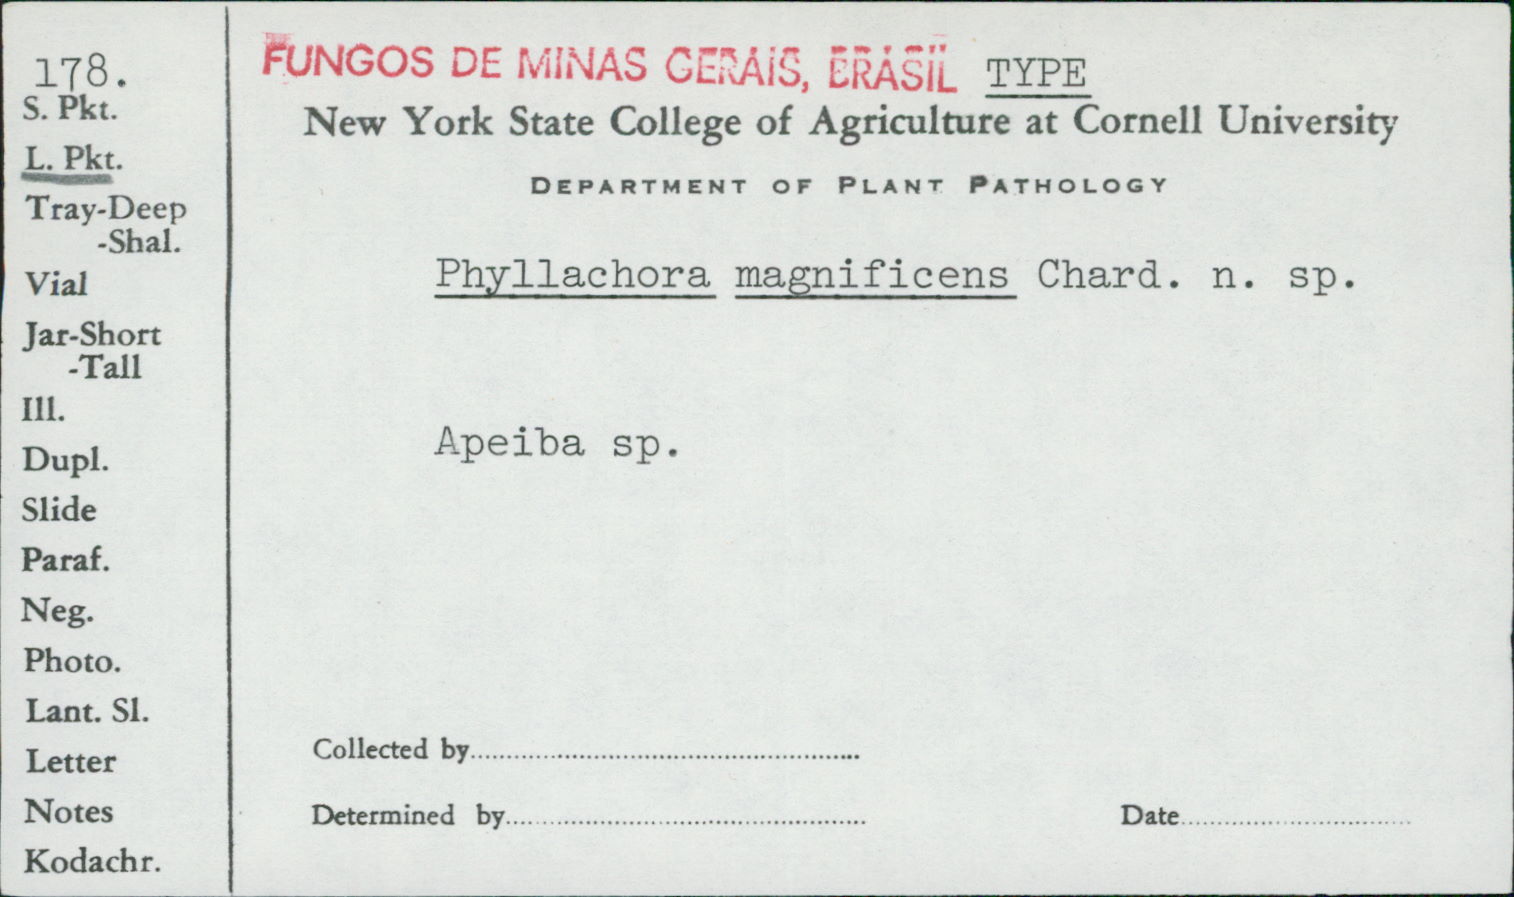 178.
S. Pkt.
L. Pkt.
Tray-Deep
-Shal.
Vial
Jar-Short
-Tall
Ill.
Dupl.
Slide
Paraf.
Neg.
Photo.
Lant. Sl.
Letter
Notes
Kodachr.
FUNGOS DE MINAS GERAIS, BRASIL TYPE
New York State College of Agriculture at Cornell University
DEPARTMENT OF PLANT PATHOLOGY
Phyllachora magnificens Chard. n. sp.
Apeiba sp.
Collected by
Determined by
Date